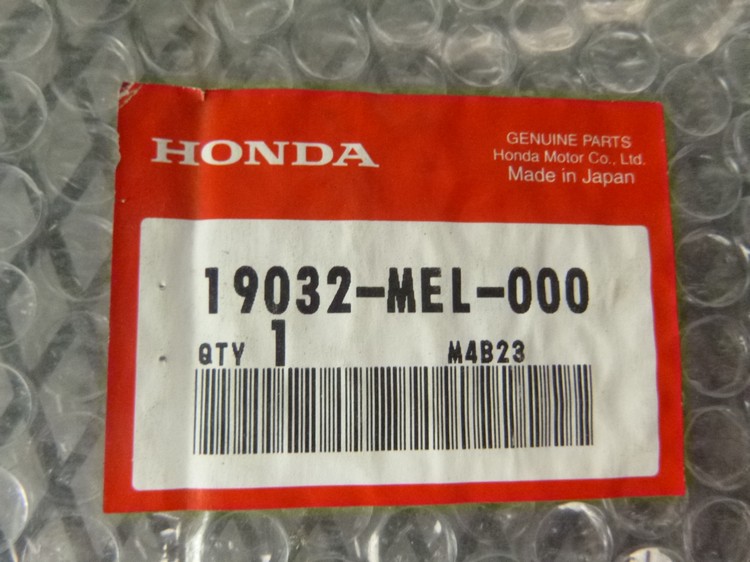 HONDA
GENUINE PARTS
Honda Motor Co., Ltd.
Made in Japan
19032-MEL-000
QTY 1 M4B23